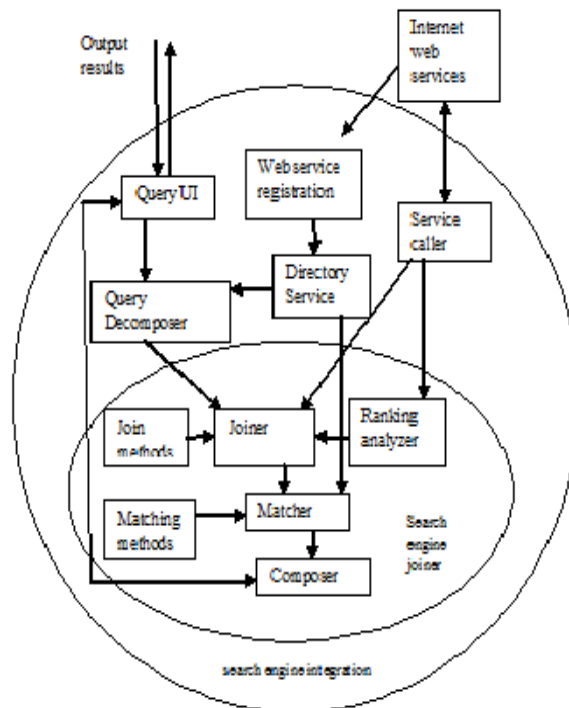 Output
results
Internet
web
services
Web service
registration
Query UI
Service
caller
Directory
Service
Query
Decomposer
Join
methods
Joiner
Ranking
analyzer
Matching
methods
Matcher
Search
engine
joiner
Composer
search engine integration